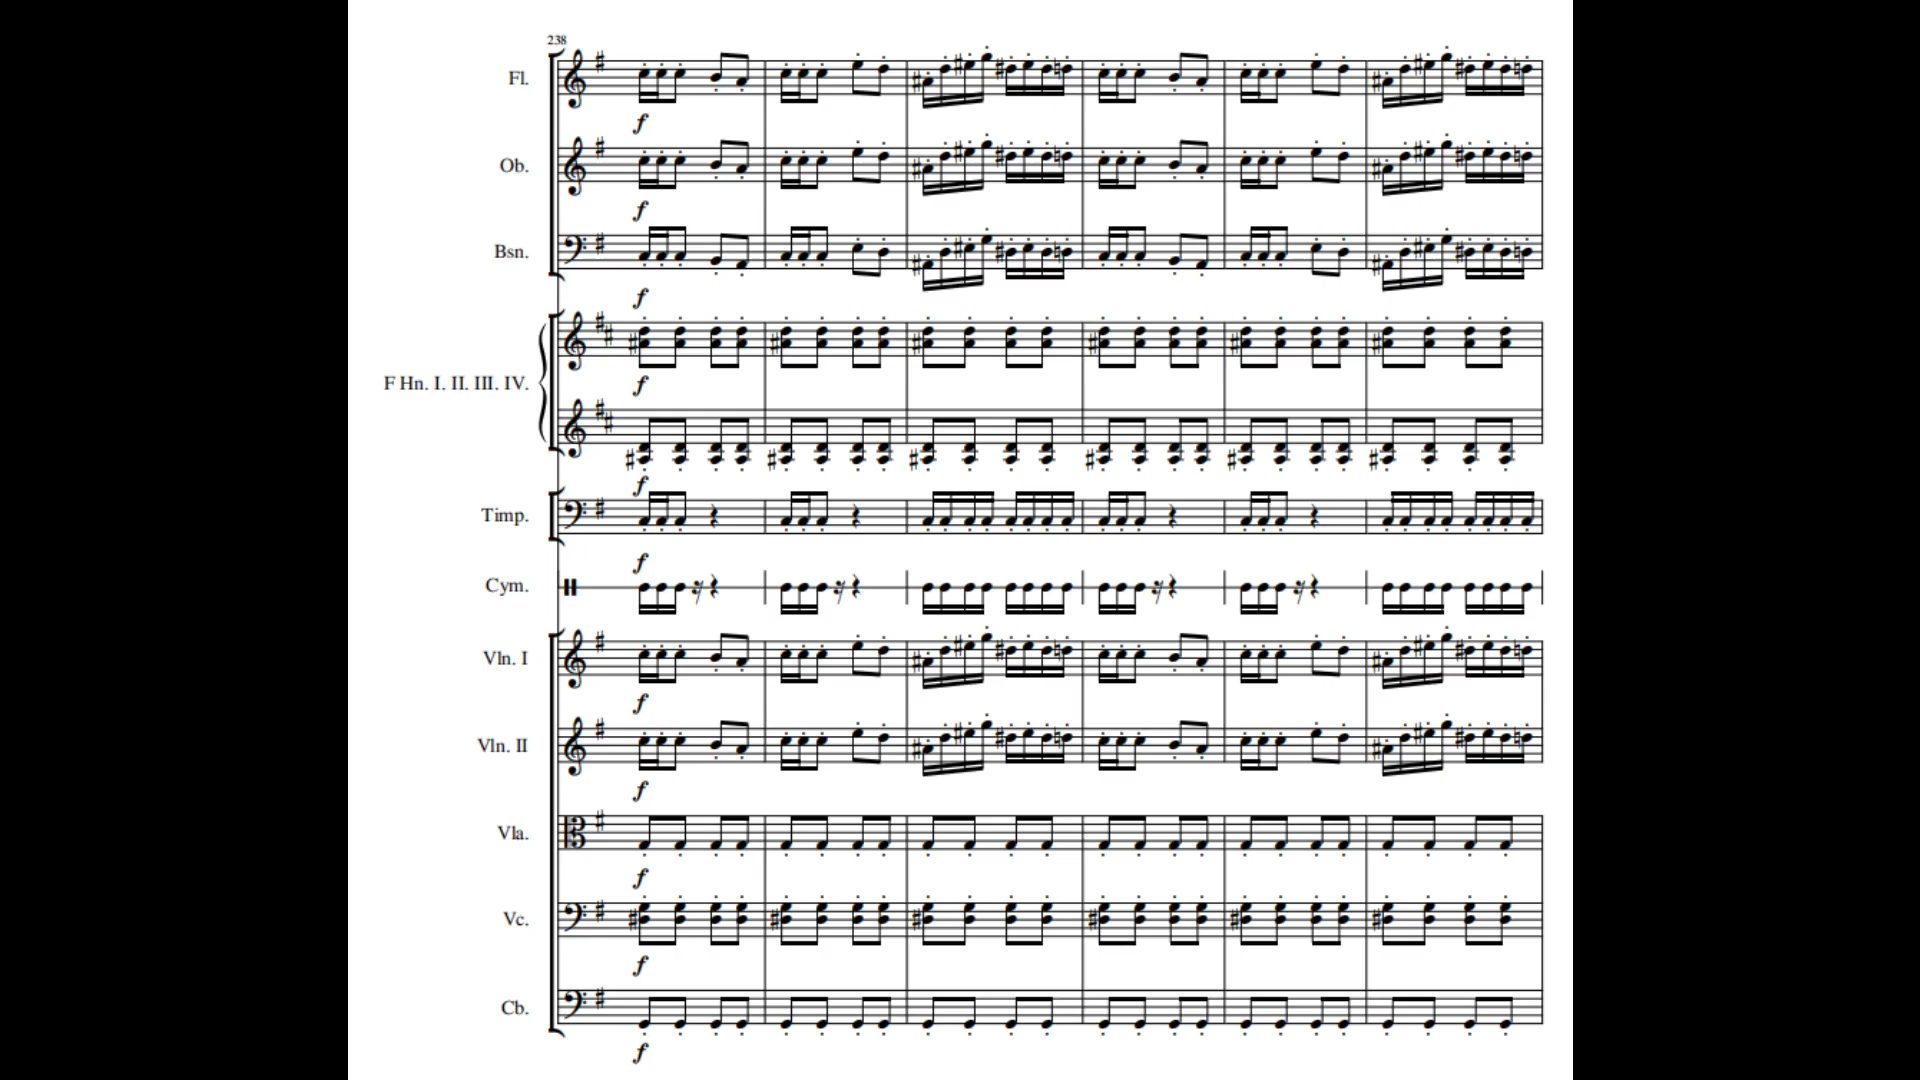 238
Fl.
f
Ob.
f
Bsn.
f
F Hn. I. II. III. IV.
f
f
Timp.
f
Cym.
Vln. I
f
Vln. II
f
Vla.
f
Vc.
f
Cb.
f